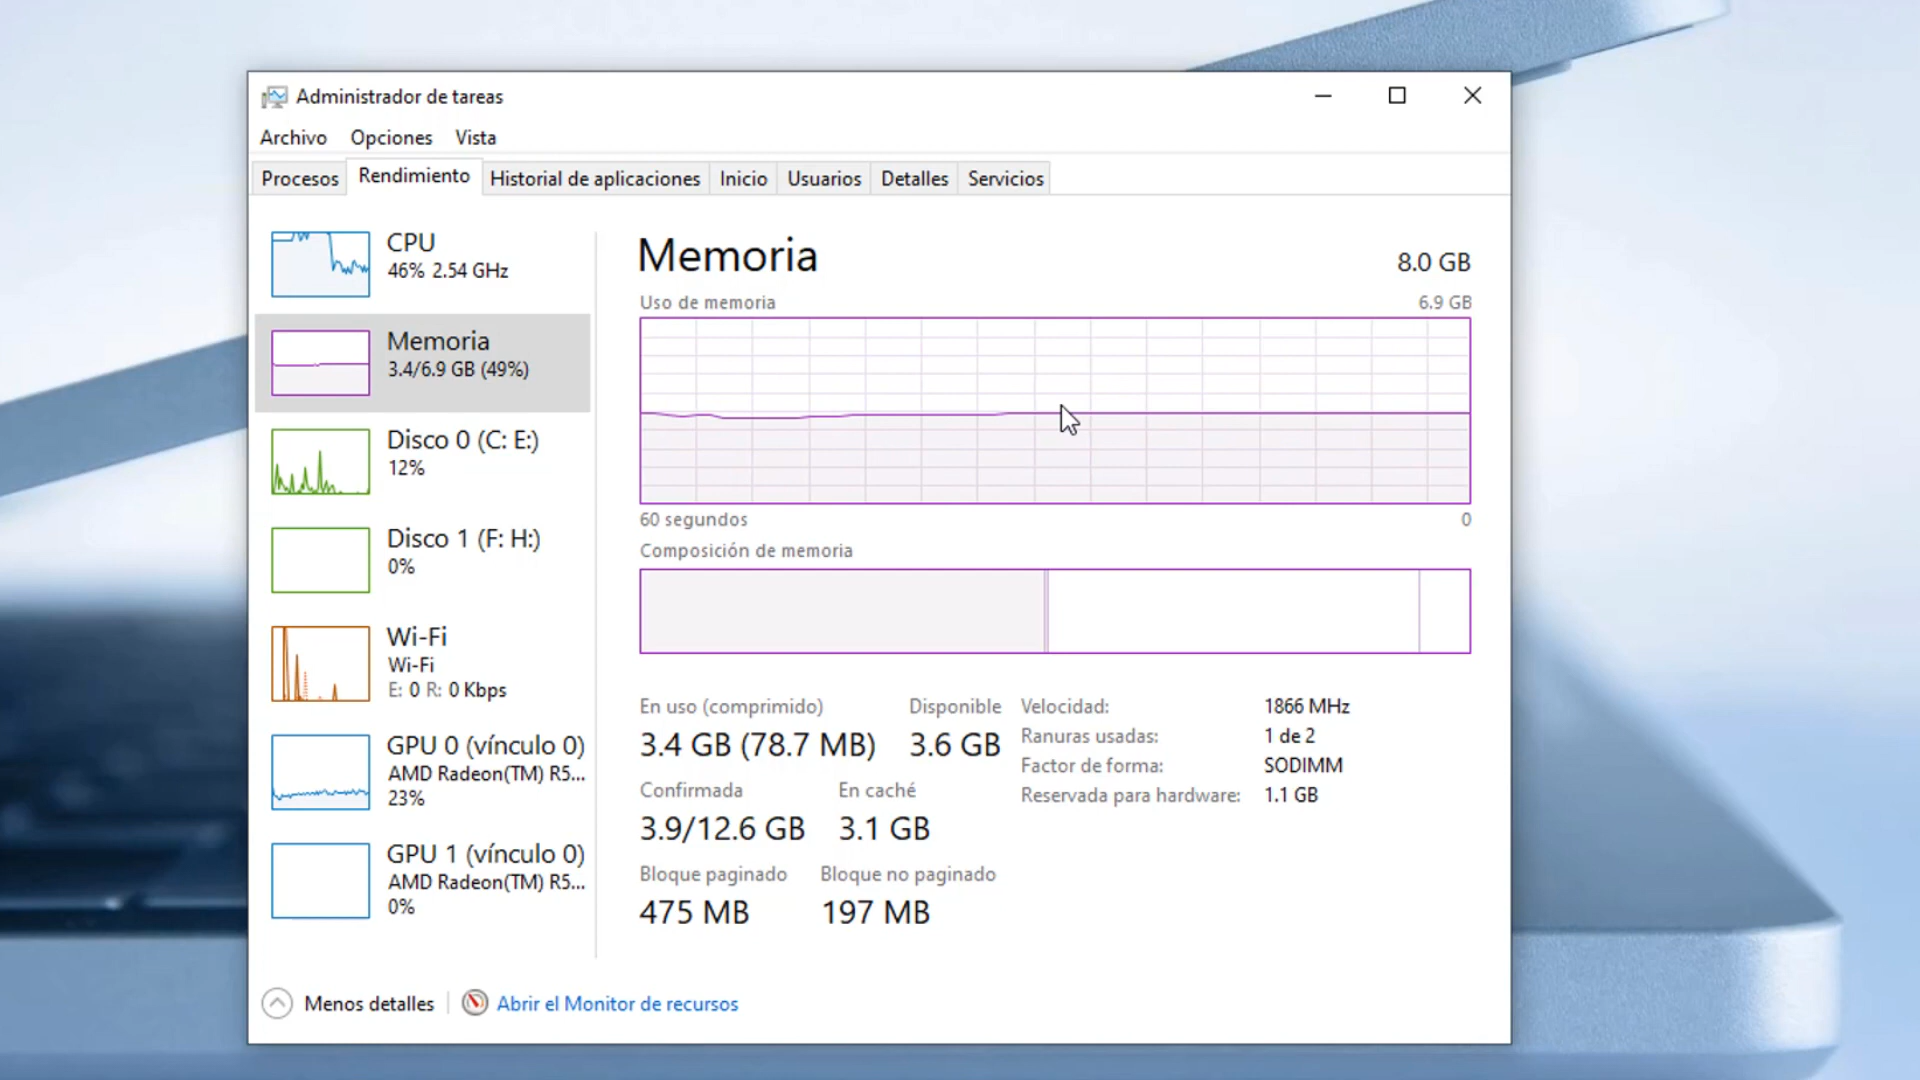 Administrador de tareas
Archivo Opciones Vista
Procesos Rendimiento Historial de aplicaciones Inicio Usuarios Detalles Servicios
CPU
46% 2.54 GHz
Memoria
3.4/6.9 GB (49%)
Disco 0 (C: E:)
12%
Disco 1 (F: H:)
0%
Wi-Fi
Wi-Fi
E: 0 R: 0 Kbps
GPU 0 (vínculo 0)
AMD Radeon(TM) R5...
23%
GPU 1 (vínculo 0)
AMD Radeon(TM) R5...
0%
Memoria 8.0 GB
Uso de memoria 6.9 GB
60 segundos 0
Composición de memoria
En uso (comprimido) Disponible
3.4 GB (78.7 MB) 3.6 GB
Confirmada En caché
3.9/12.6 GB 3.1 GB
Bloque paginado Bloque no paginado
475 MB 197 MB
Velocidad: 1866 MHz
Ranuras usadas: 1 de 2
Factor de forma: SODIMM
Reservada para hardware: 1.1 GB
Menos detalles Abrir el Monitor de recursos